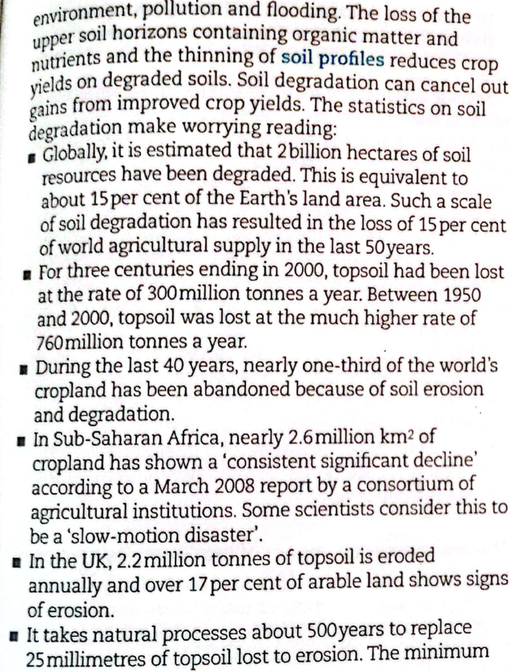 environment, pollution and flooding. The loss of the
upper soil horizons containing organic matter and
nutrients and the thinning of soil profiles reduces crop
yields on degraded soils. Soil degradation can cancel out
gains from improved crop yields. The statistics on soil
degradation make worrying reading:
■ Globally, it is estimated that 2 billion hectares of soil
resources have been degraded. This is equivalent to
about 15 per cent of the Earth's land area. Such a scale
of soil degradation has resulted in the loss of 15 per cent
of world agricultural supply in the last 50 years.
■ For three centuries ending in 2000, topsoil had been lost
at the rate of 300 million tonnes a year. Between 1950
and 2000, topsoil was lost at the much higher rate of
760 million tonnes a year.
■ During the last 40 years, nearly one-third of the world's
cropland has been abandoned because of soil erosion
and degradation.
■ In Sub-Saharan Africa, nearly 2.6 million km² of
cropland has shown a 'consistent significant decline'
according to a March 2008 report by a consortium of
agricultural institutions. Some scientists consider this to
be a 'slow-motion disaster'.
■ In the UK, 2.2 million tonnes of topsoil is eroded
annually and over 17 per cent of arable land shows signs
of erosion.
■ It takes natural processes about 500 years to replace
25 millimetres of topsoil lost to erosion. The minimum